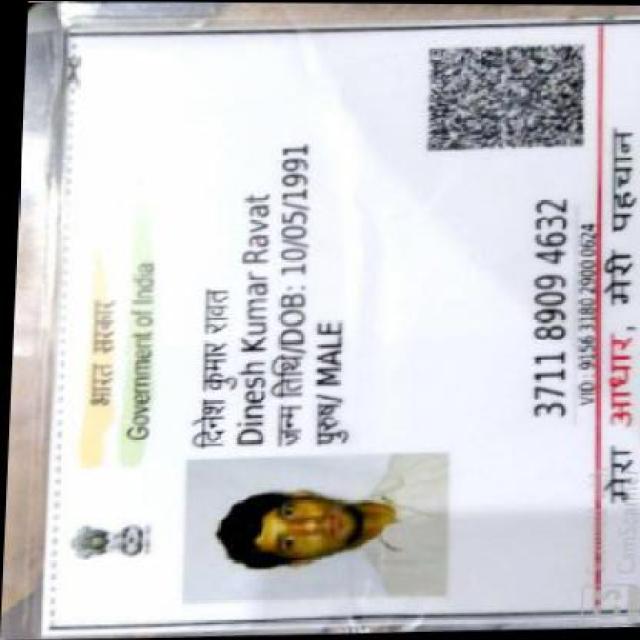 भारत सरकार
Government of India
दिनेश कुमार रावत
Dinesh Kumar Ravat
जन्म तिथि/DOB: 10/05/1991
पुरुष/ MALE
3711 8909 4632
VID : 9156 3180 2900 0624
मेरा आधार, मेरी पहचान